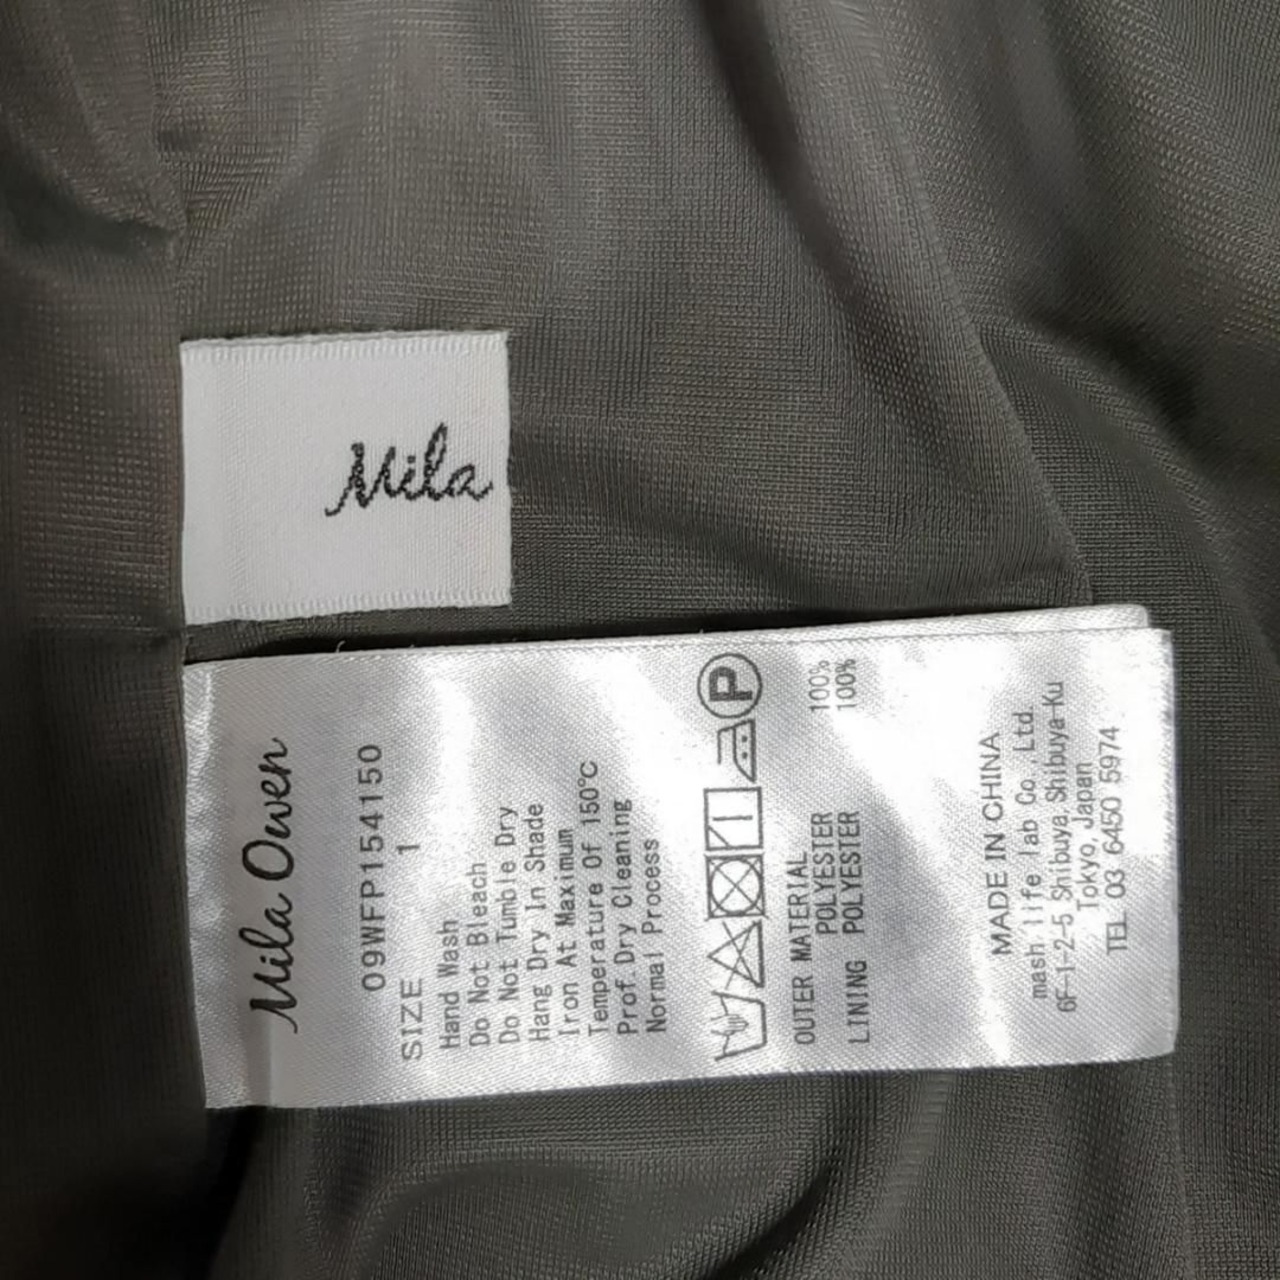 Mila
Mila Owen
09WFP154150
SIZE 1
Hand Wash
Do Not Bleach
Do Not Tumble Dry
Hang Dry In Shade
Iron At Maximum
Temperature Of 150℃
Prof.Dry Cleaning
Normal Process
P
OUTER MATERIAL
POLYESTER 100%
LINING POLYESTER 100%
MADE IN CHINA
mash life lab Co.,Ltd.
6F-1-2-5 Shibuya,Shibuya-Ku
Tokyo,Japan
TEL 03 6450 5974